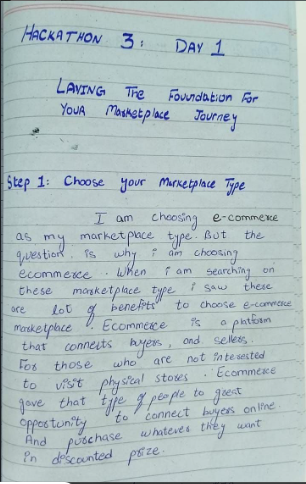 HACKATHON 3: DAY 1
LAYING The Foundation For
YOUR Marketplace Journey
Step 1: Choose your Marketplace Type
I am choosing e-commerce
as my marketplace type. But the
question is why i am choosing
ecommerce. When i am searching on
these marketplace type i saw there
are lot of benefits to choose e-commerce
marketplace. Ecommerce is a platform
that connects buyers, and sellers.
For those who are not interested
to visit physical stores. Ecommerce
gave that type of people to great
opportunity to connect buyers online
And purchase whatever they want
in discounted prize.